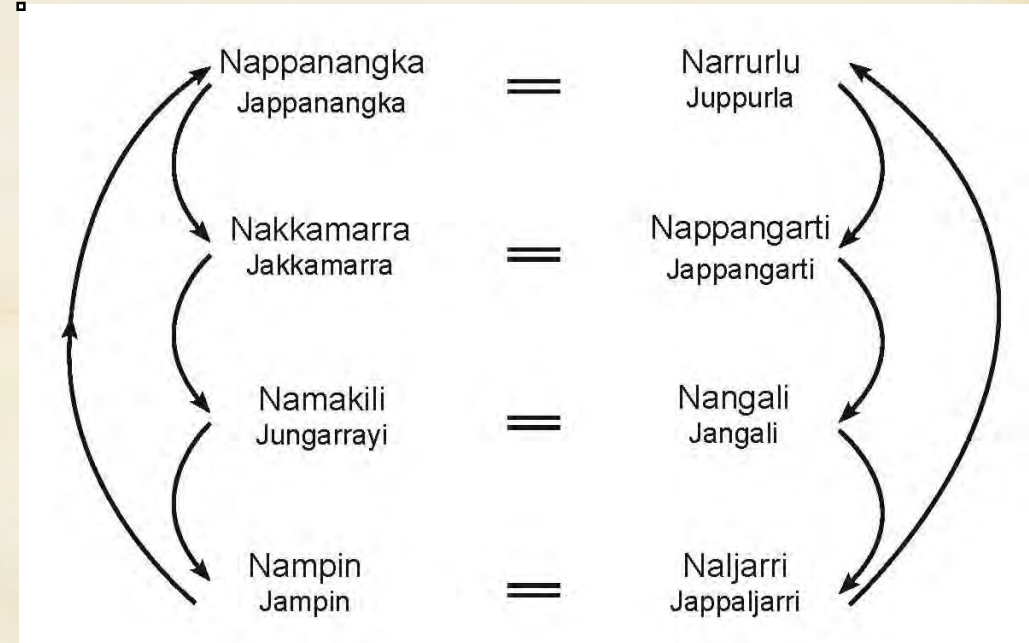 Nappanangka = Narrurlu
Jappanangka Juppurla
Nakkamarra = Nappangarti
Jakkamarra Jappangarti
Namakili = Nangali
Jungarrayi Jangali
Nampin = Naljarri
Jampin Jappaljarri